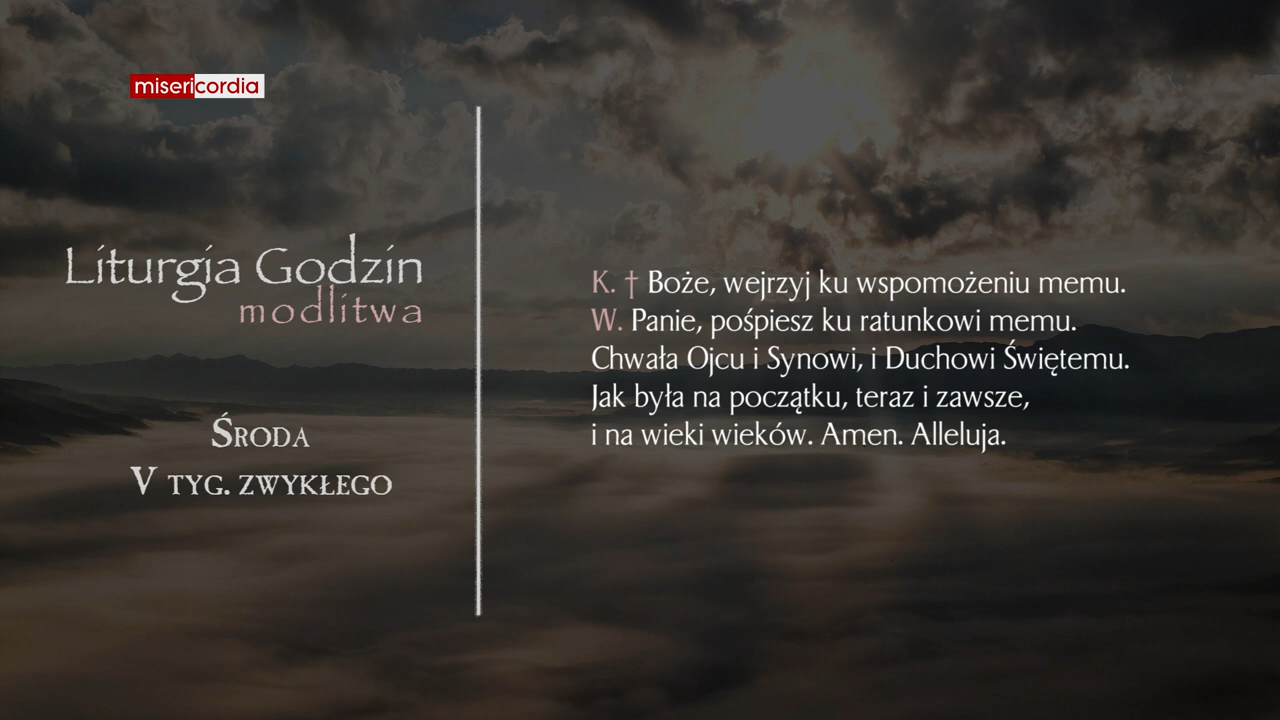 misericordia
Liturgia Godzin
modlitwa
Środa
V tyg. zwykłego
K. † Boże, wejrzyj ku wspomożeniu memu.
W. Panie, pośpiesz ku ratunkowi memu.
Chwała Ojcu i Synowi, i Duchowi Świętemu.
Jak była na początku, teraz i zawsze,
i na wieki wieków. Amen. Alleluja.